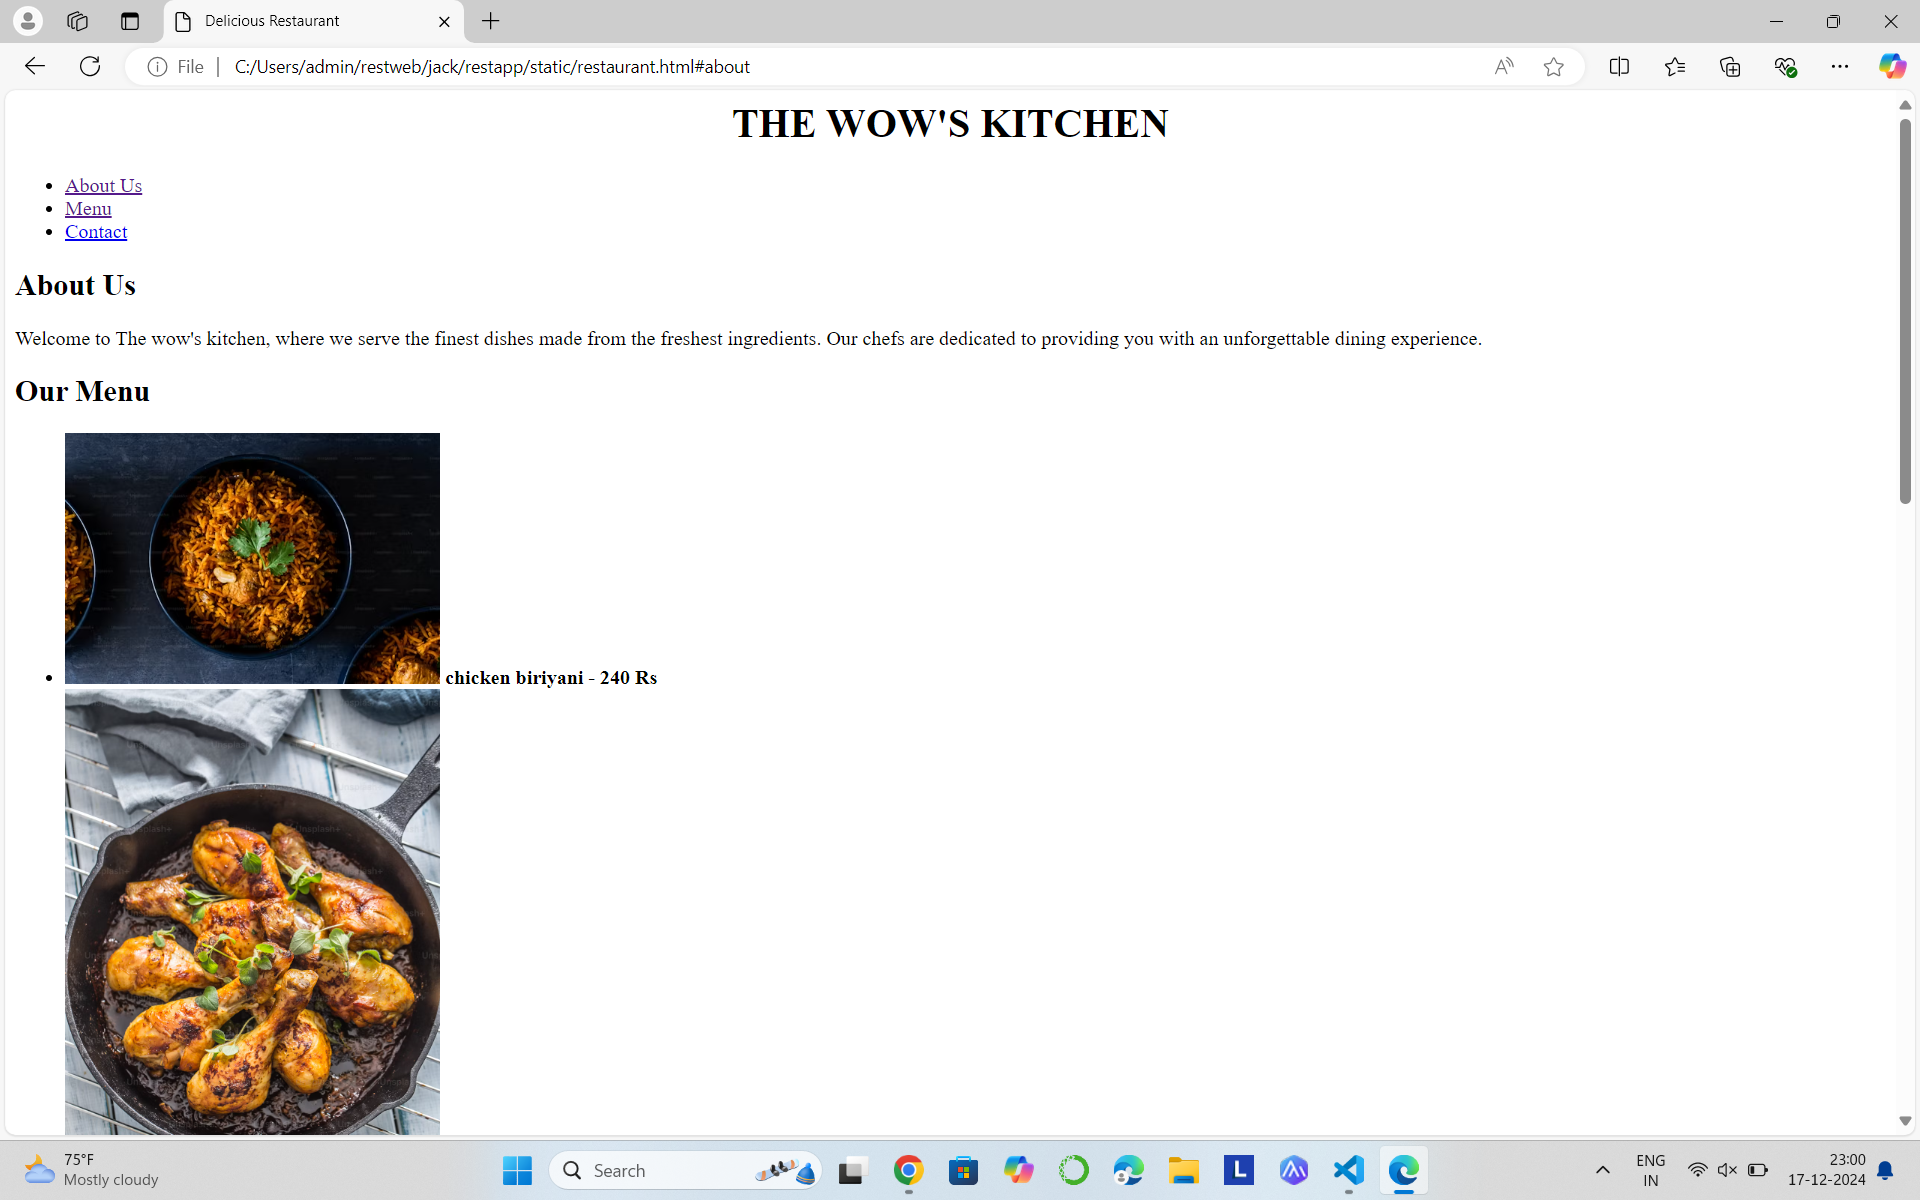 Delicious Restaurant
File
C:/Users/admin/restweb/jack/restapp/static/restaurant.html#about
THE WOW'S KITCHEN
About Us
Menu
Contact
About Us
Welcome to The wow's kitchen, where we serve the finest dishes made from the freshest ingredients. Our chefs are dedicated to providing you with an unforgettable dining experience.
Our Menu
chicken biriyani - 240 Rs
75°F
Mostly cloudy
Search
L
ENG
IN
23:00
17-12-2024